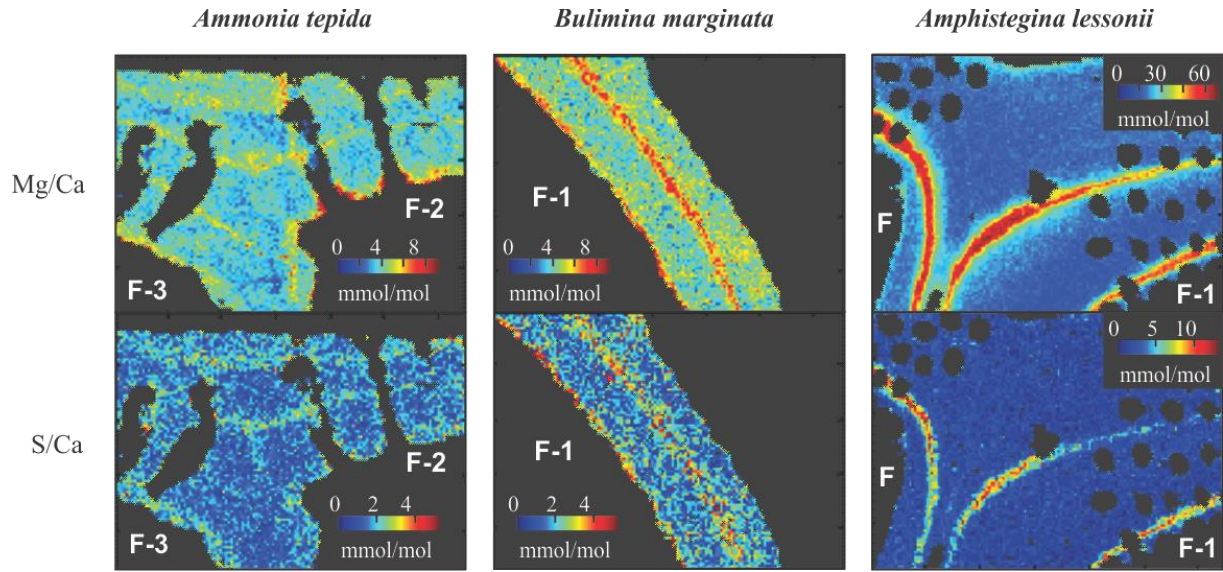 Ammonia tepida
Bulimina marginata
Amphistegina lessonii
Mg/Ca
F-2
F-3
0 4 8
mmol/mol
F-1
0 4 8
mmol/mol
0 30 60
mmol/mol
F
F-1
S/Ca
F-2
F-3
0 2 4
mmol/mol
F-1
0 2 4
mmol/mol
0 5 10
mmol/mol
F
F-1